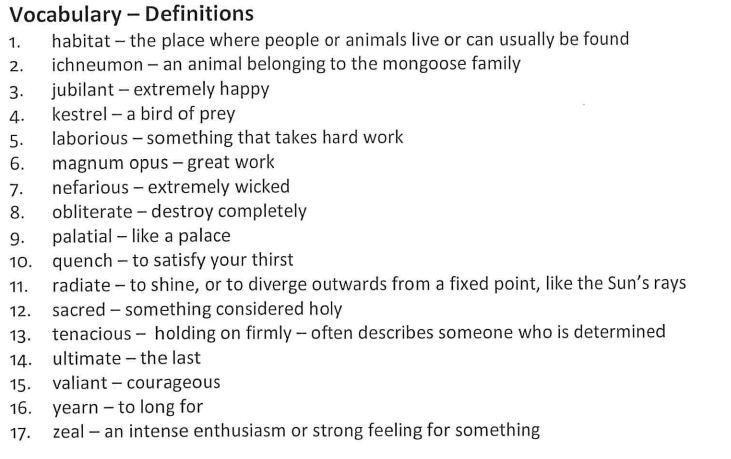 Vocabulary – Definitions
1. habitat – the place where people or animals live or can usually be found
2. ichneumon – an animal belonging to the mongoose family
3. jubilant – extremely happy
4. kestrel – a bird of prey
5. laborious – something that takes hard work
6. magnum opus – great work
7. nefarious – extremely wicked
8. obliterate – destroy completely
9. palatial – like a palace
10. quench – to satisfy your thirst
11. radiate – to shine, or to diverge outwards from a fixed point, like the Sun's rays
12. sacred – something considered holy
13. tenacious – holding on firmly – often describes someone who is determined
14. ultimate – the last
15. valiant – courageous
16. yearn – to long for
17. zeal – an intense enthusiasm or strong feeling for something